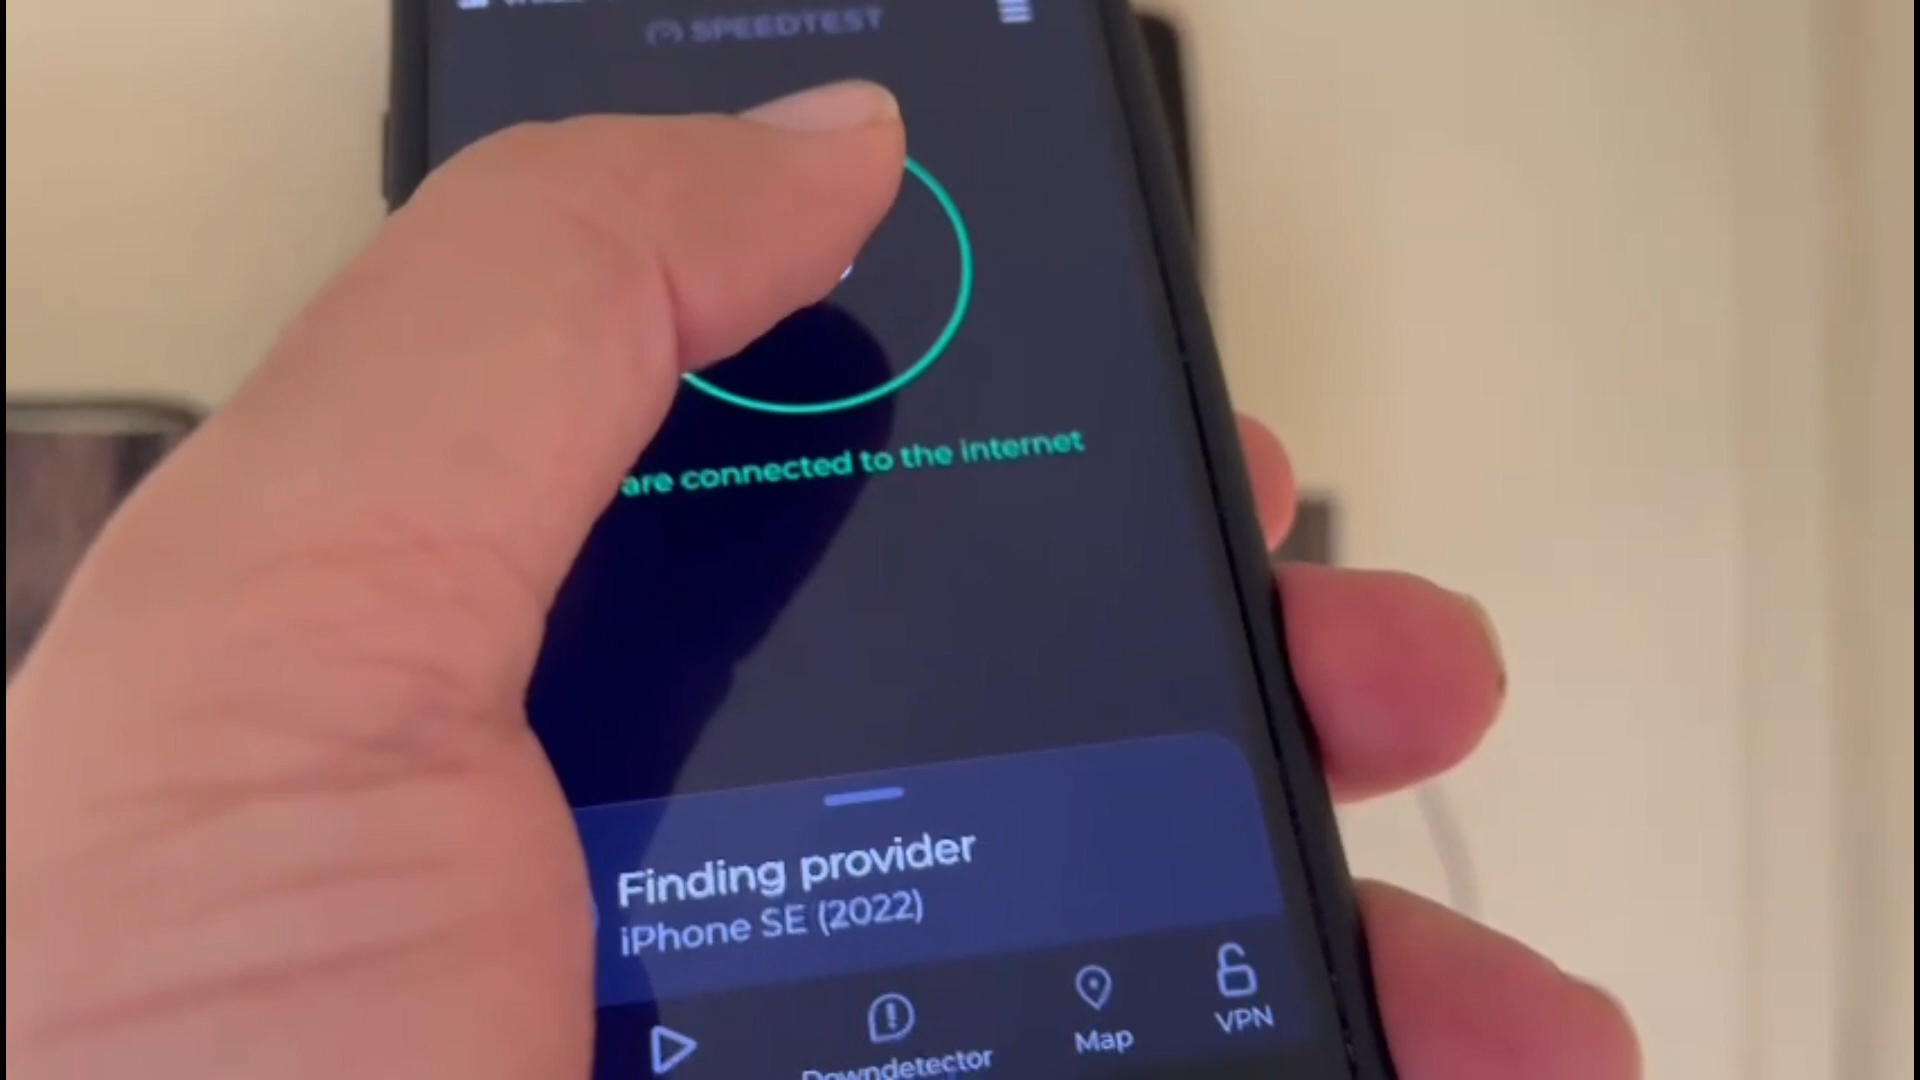 SPEEDTEST
are connected to the internet
Finding provider
iPhone SE (2022)
Downdetector
Map
VPN